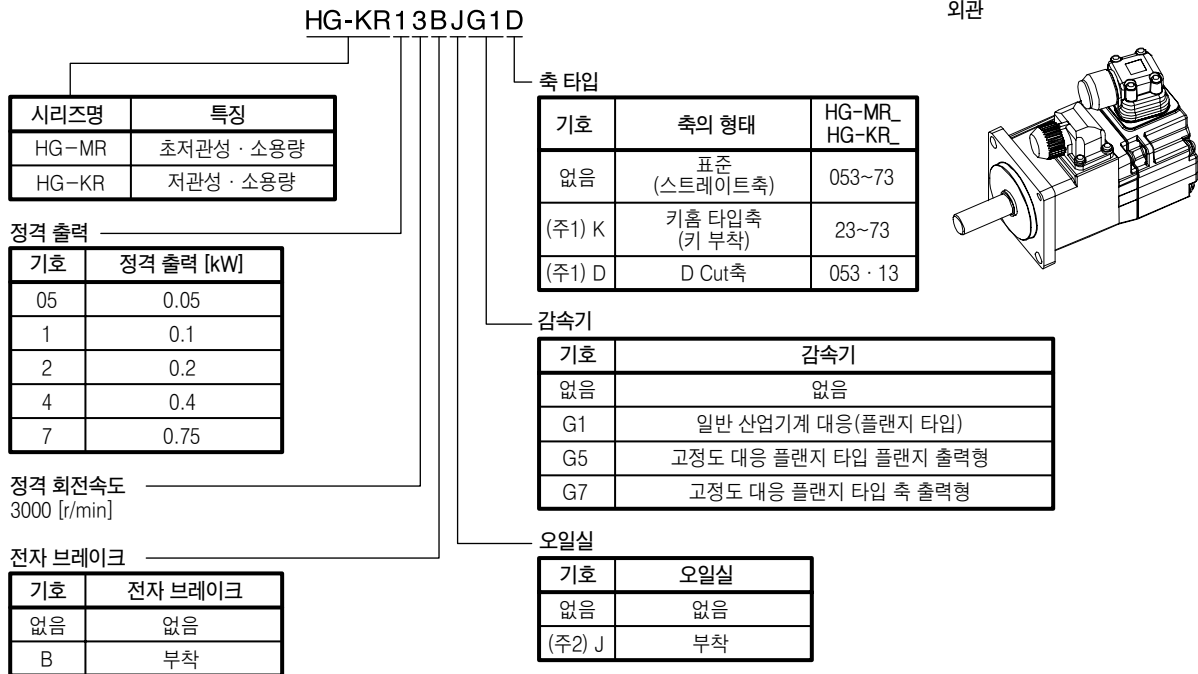 HG-KR13BJG1D
외관
시리즈명 특징
HG-MR 초저관성 · 소용량
HG-KR 저관성 · 소용량
정격 출력
기호 정격 출력 [kW]
05 0.05
1 0.1
2 0.2
4 0.4
7 0.75
정격 회전속도
3000 [r/min]
전자 브레이크
기호 전자 브레이크
없음 없음
B 부착
축 타입
기호 축의 형태 HG-MR_
HG-KR_
없음 표준
(스트레이트축) 053~73
(주1) K 키홈 타입축
(키 부착) 23~73
(주1) D D Cut축 053 · 13
감속기
기호 감속기
없음 없음
G1 일반 산업기계 대응(플랜지 타입)
G5 고정도 대응 플랜지 타입 플랜지 출력형
G7 고정도 대응 플랜지 타입 축 출력형
오일실
기호 오일실
없음 없음
(주2) J 부착